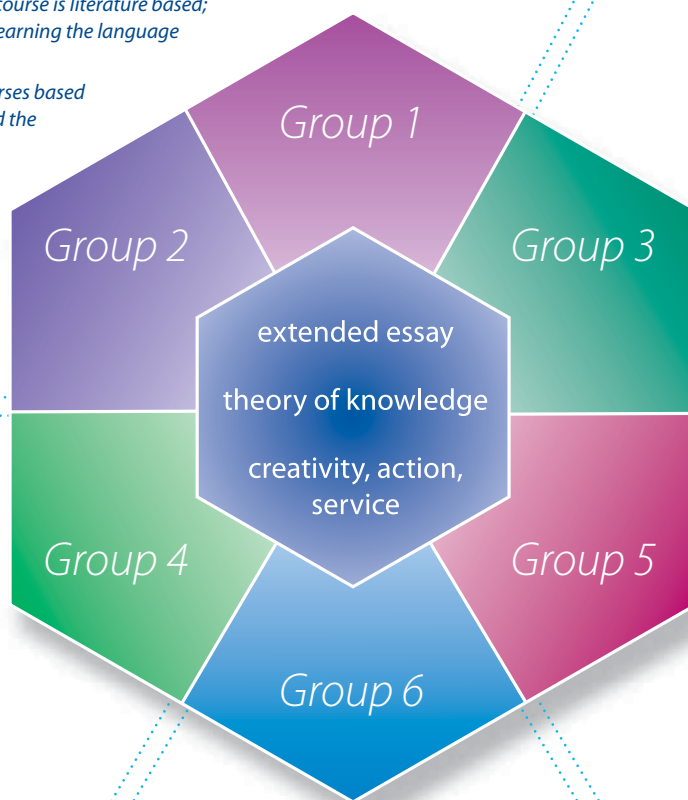 course is literature based;
earning the language
rses based
d the
Group 1
Group 2
Group 3
extended essay
theory of knowledge
creativity, action,
service
Group 4
Group 5
Group 6